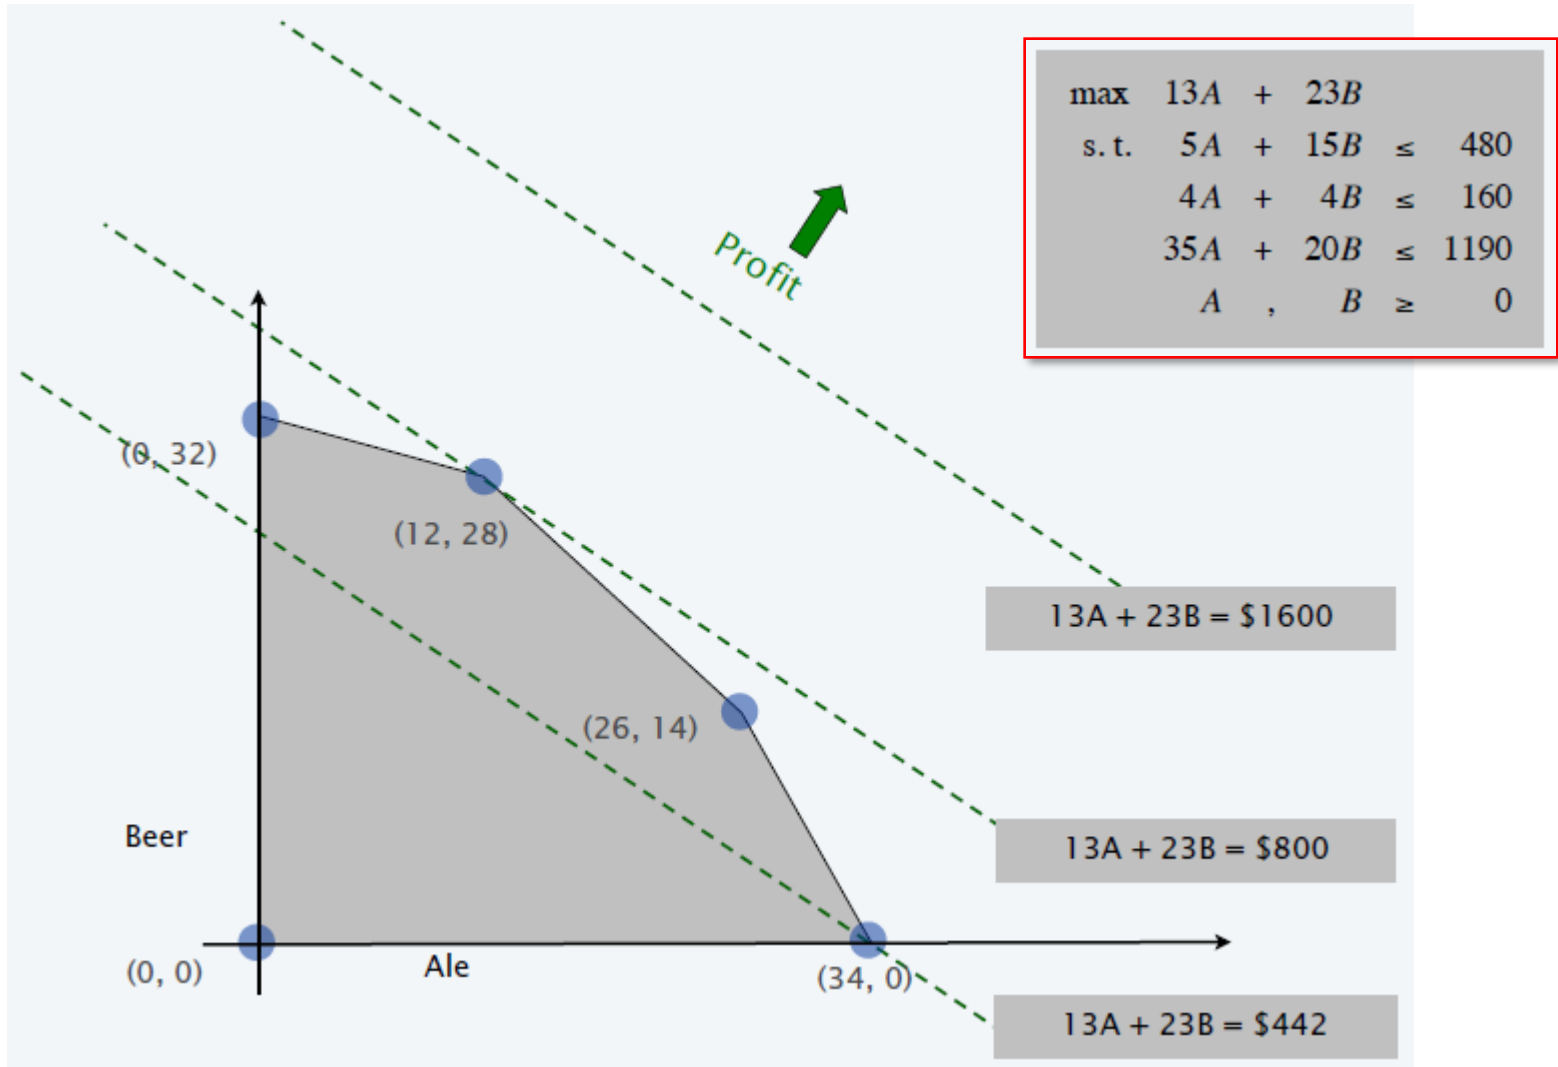 max 13A + 23B
s. t. 5A + 15B ≤ 480
4A + 4B ≤ 160
35A + 20B ≤ 1190
A , B ≥ 0
Profit
(0, 32)
(12, 28)
13A + 23B = $1600
(26, 14)
Beer
13A + 23B = $800
(0, 0)
Ale
(34, 0)
13A + 23B = $442